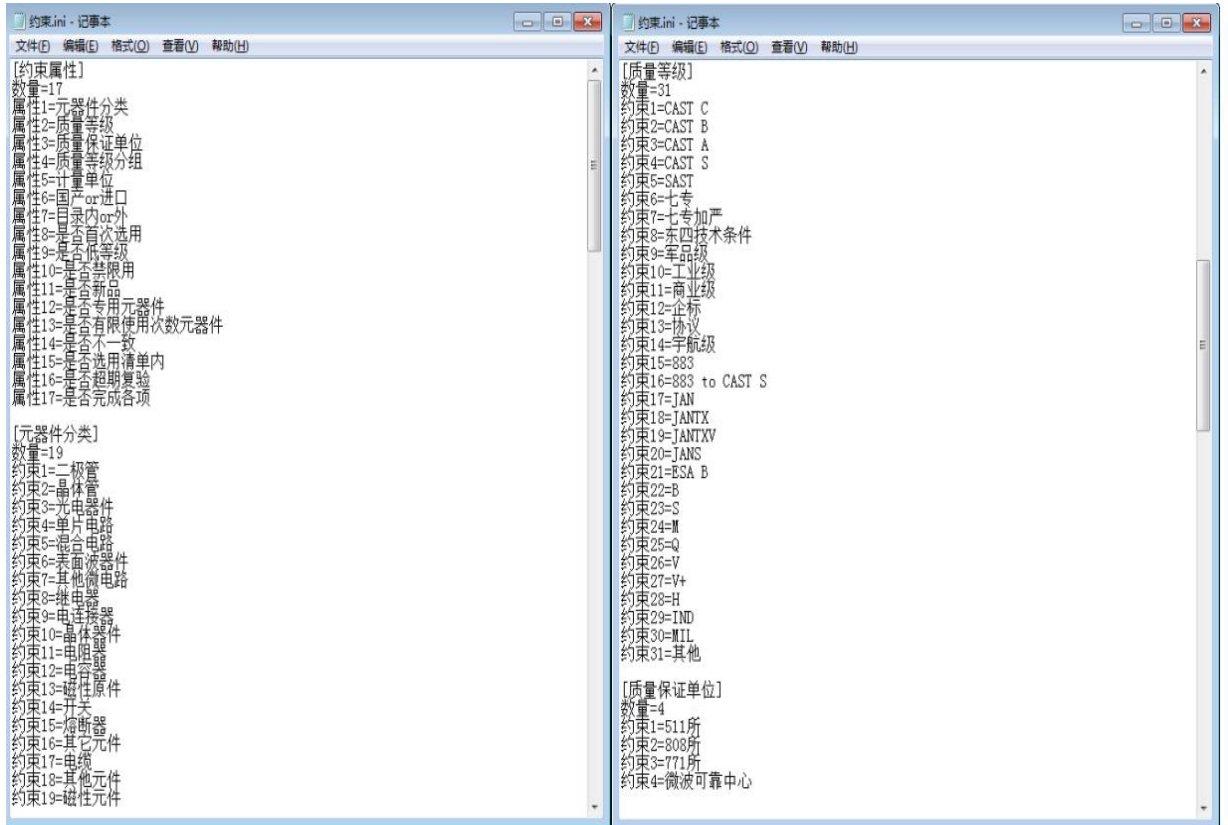 约束.ini - 记事本
文件(F) 编辑(E) 格式(O) 查看(V) 帮助(H)
[约束属性]
数量=17
属性1=元器件分类
属性2=质量等级
属性3=质量保证单位
属性4=质量等级分组
属性5=计量单位
属性6=国产or进口
属性7=目录内or外
属性8=是否首次选用
属性9=是否低等级
属性10=是否禁限用
属性11=是否新品
属性12=是否专用元器件
属性13=是否有限使用次数元器件
属性14=是否不一致
属性15=是否选用清单内
属性16=是否超期复验
属性17=是否完成各项
[元器件分类]
数量=19
约束1=二极管
约束2=晶体管
约束3=光电器件
约束4=单片电路
约束5=混合电路
约束6=表面波器件
约束7=其他微电路
约束8=继电器
约束9=电连接器
约束10=晶体器件
约束11=电阻器
约束12=电容器
约束13=磁性原件
约束14=开关
约束15=熔断器
约束16=其它元件
约束17=电缆
约束18=其他元件
约束19=磁性元件
约束.ini - 记事本
文件(F) 编辑(E) 格式(O) 查看(V) 帮助(H)
[质量等级]
数量=31
约束1=CAST C
约束2=CAST B
约束3=CAST A
约束4=CAST S
约束5=SAST
约束6=七专
约束7=七专加严
约束8=东四技术条件
约束9=军品级
约束10=工业级
约束11=商业级
约束12=企标
约束13=协议
约束14=宇航级
约束15=883
约束16=883 to CAST S
约束17=JAN
约束18=JANTX
约束19=JANTXV
约束20=JANS
约束21=ESA B
约束22=B
约束23=S
约束24=M
约束25=Q
约束26=V
约束27=V+
约束28=H
约束29=IND
约束30=MIL
约束31=其他
[质量保证单位]
数量=4
约束1=511所
约束2=808所
约束3=771所
约束4=微波可靠中心